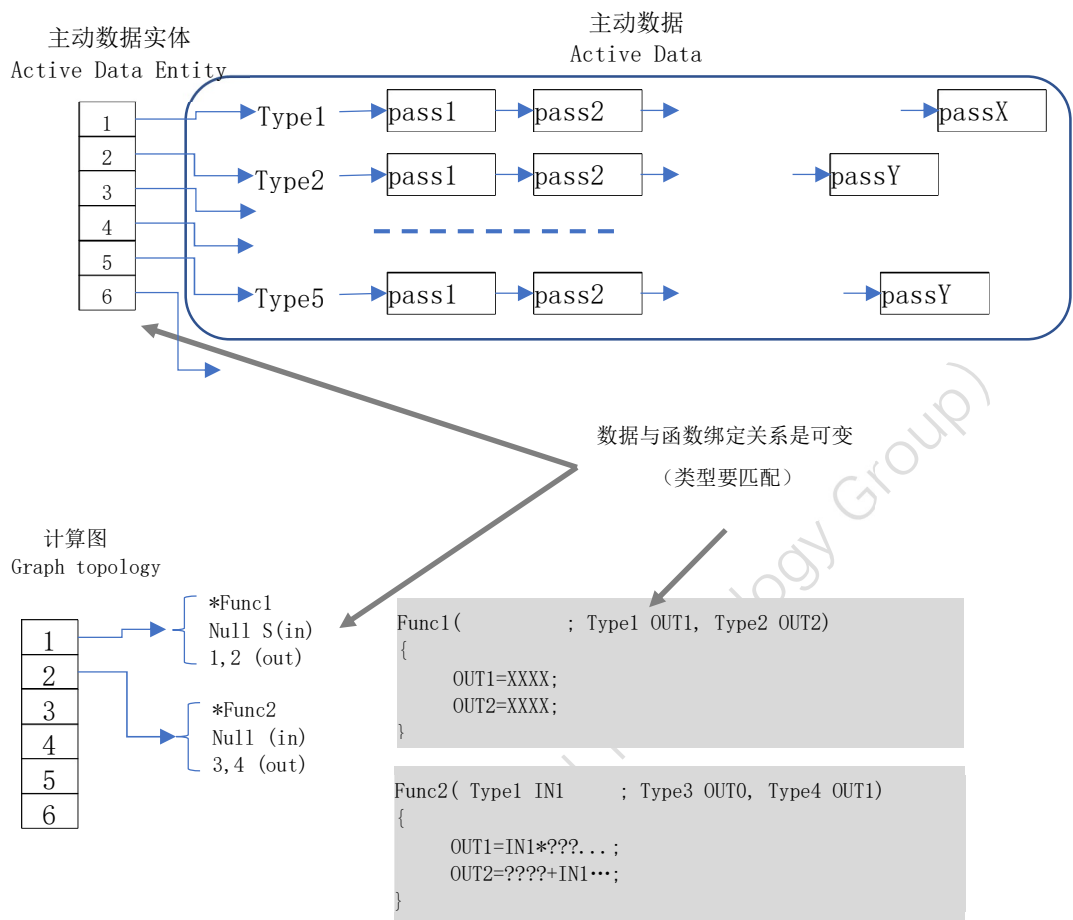 主动数据实体
Active Data Entity
主动数据
Active Data
1
2
3
4
5
6
Type1 pass1 pass2 passX
Type2 pass1 pass2 passY
Type5 pass1 pass2 passY
数据与函数绑定关系是可变
（类型要匹配）
计算图
Graph topology
1
2
3
4
5
6
*Func1
Null S(in)
1,2 (out)
*Func2
Null (in)
3,4 (out)
Func1( ; Type1 OUT1, Type2 OUT2)
{
OUT1=XXXX;
OUT2=XXXX;
}
Func2( Type1 IN1 ; Type3 OUT0, Type4 OUT1)
{
OUT1=IN1*???...;
OUT2=????+IN1…;
}
ogy Group)